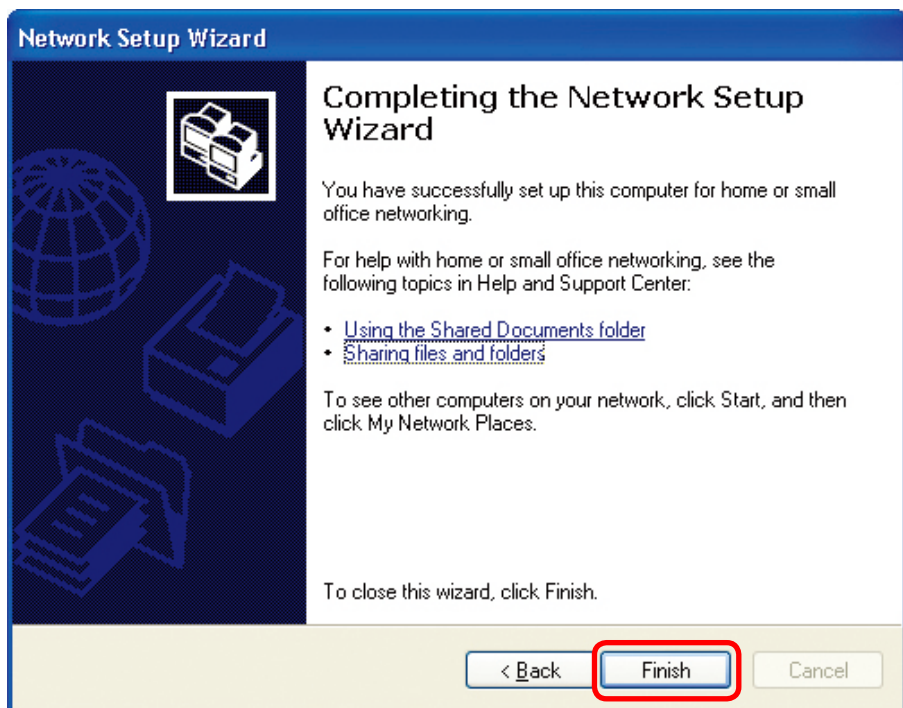 Network Setup Wizard
Completing the Network Setup
Wizard
You have successfully set up this computer for home or small
office networking.
For help with home or small office networking, see the
following topics in Help and Support Center:
• Using the Shared Documents folder
• Sharing files and folders
To see other computers on your network, click Start, and then
click My Network Places.
To close this wizard, click Finish.
< Back Finish Cancel